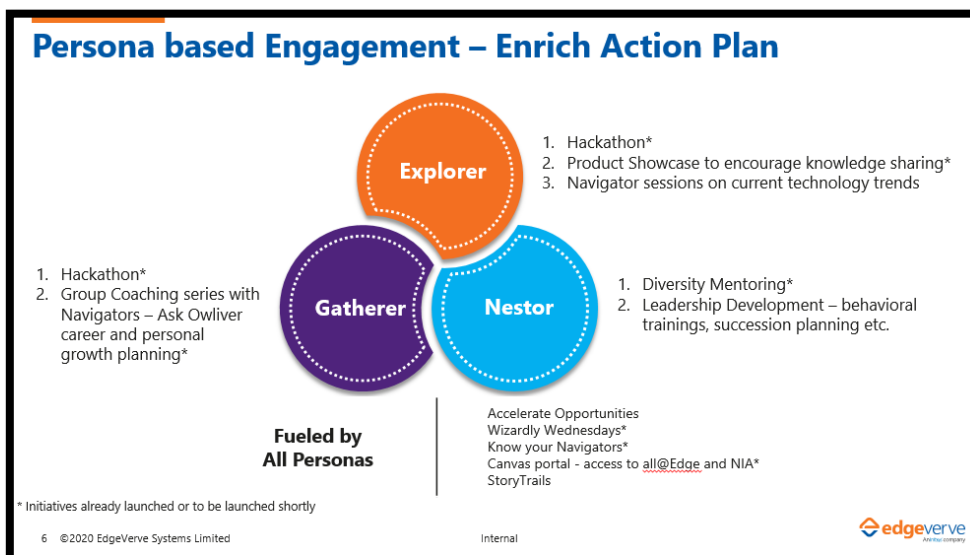 Persona based Engagement – Enrich Action Plan
Explorer
1. Hackathon*
2. Product Showcase to encourage knowledge sharing*
3. Navigator sessions on current technology trends
Gatherer
1. Hackathon*
2. Group Coaching series with
Navigators – Ask Owliver
career and personal
growth planning*
Nestor
1. Diversity Mentoring*
2. Leadership Development – behavioral
trainings, succession planning etc.
Fueled by
All Personas
Accelerate Opportunities
Wizardly Wednesdays*
Know your Navigators*
Canvas portal - access to all@Edge and NIA*
StoryTrails
* Initiatives already launched or to be launched shortly
6 ©2020 EdgeVerve Systems Limited
Internal
edgeverve
An Infosys company